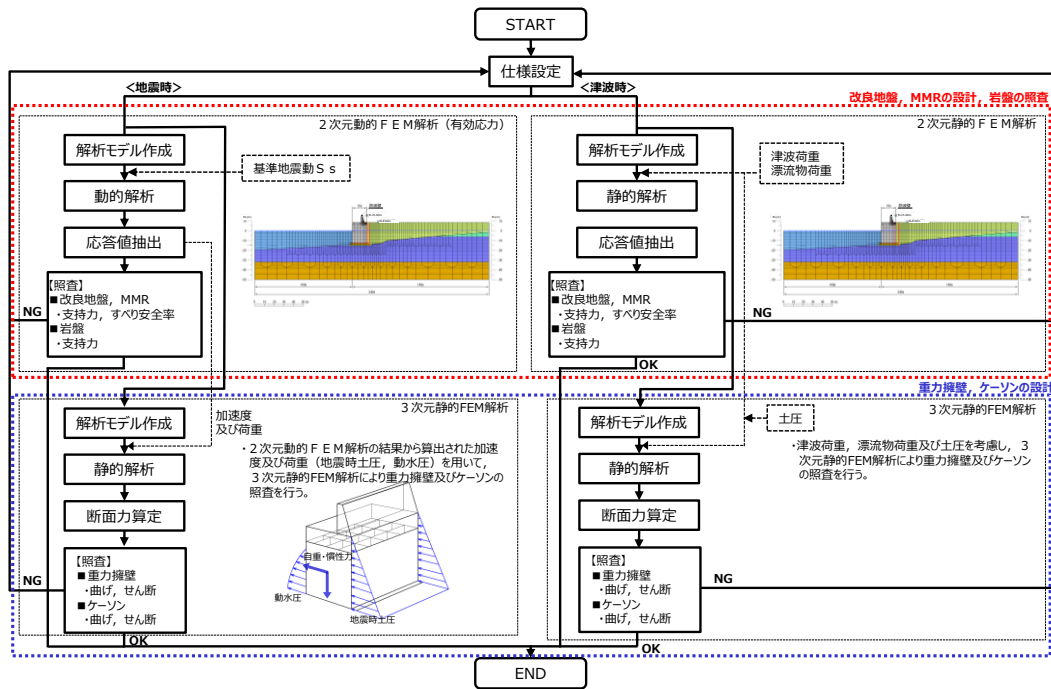 START
仕様設定
<地震時>
<津波時>
改良地盤，MMRの設計，岩盤の照査
２次元動的ＦＥＭ解析（有効応力）
解析モデル作成
基準地震動Ｓｓ
動的解析
応答値抽出
【照査】
■改良地盤，MMR
・支持力，すべり安全率
■岩盤
・支持力
NG
２次元静的ＦＥＭ解析
解析モデル作成
津波荷重
漂流物荷重
静的解析
応答値抽出
【照査】
■改良地盤，MMR
・支持力，すべり安全率
■岩盤
・支持力
NG
OK
重力擁壁，ケーソンの設計
３次元静的FEM解析
解析モデル作成
加速度
及び荷重
・２次元動的ＦＥＭ解析の結果から算出された加速
度及び荷重（地震時土圧，動水圧）を用いて，
３次元静的FEM解析により重力擁壁及びケーソンの
照査を行う。
静的解析
断面力算定
自重・慣性力
動水圧
地震時土圧
【照査】
■重力擁壁
・曲げ，せん断
■ケーソン
・曲げ，せん断
NG
OK
３次元静的FEM解析
解析モデル作成
土圧
・津波荷重，漂流物荷重及び土圧を考慮し，３
次元静的FEM解析により重力擁壁及びケーソン
の照査を行う。
静的解析
断面力算定
【照査】
■重力擁壁
・曲げ，せん断
■ケーソン
・曲げ，せん断
NG
OK
END